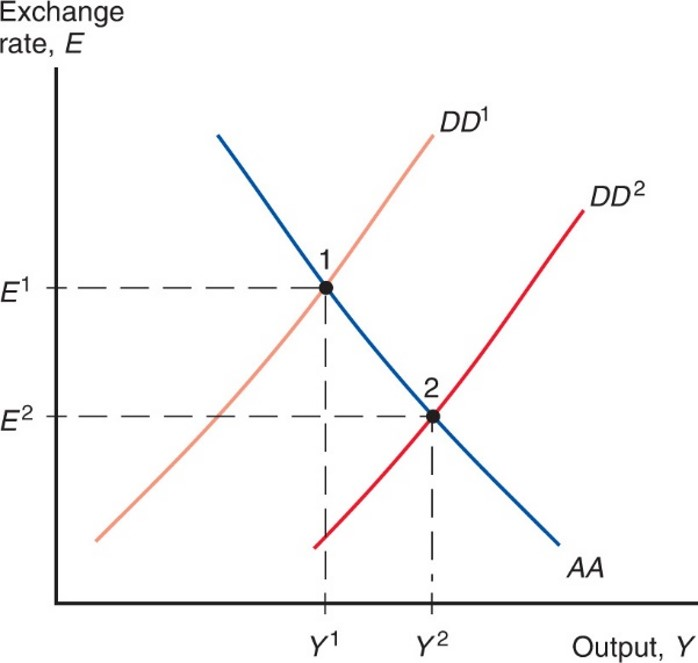 Exchange
rate, E
DD¹
DD²
1
E¹
2
E²
AA
Y¹ Y² Output, Y